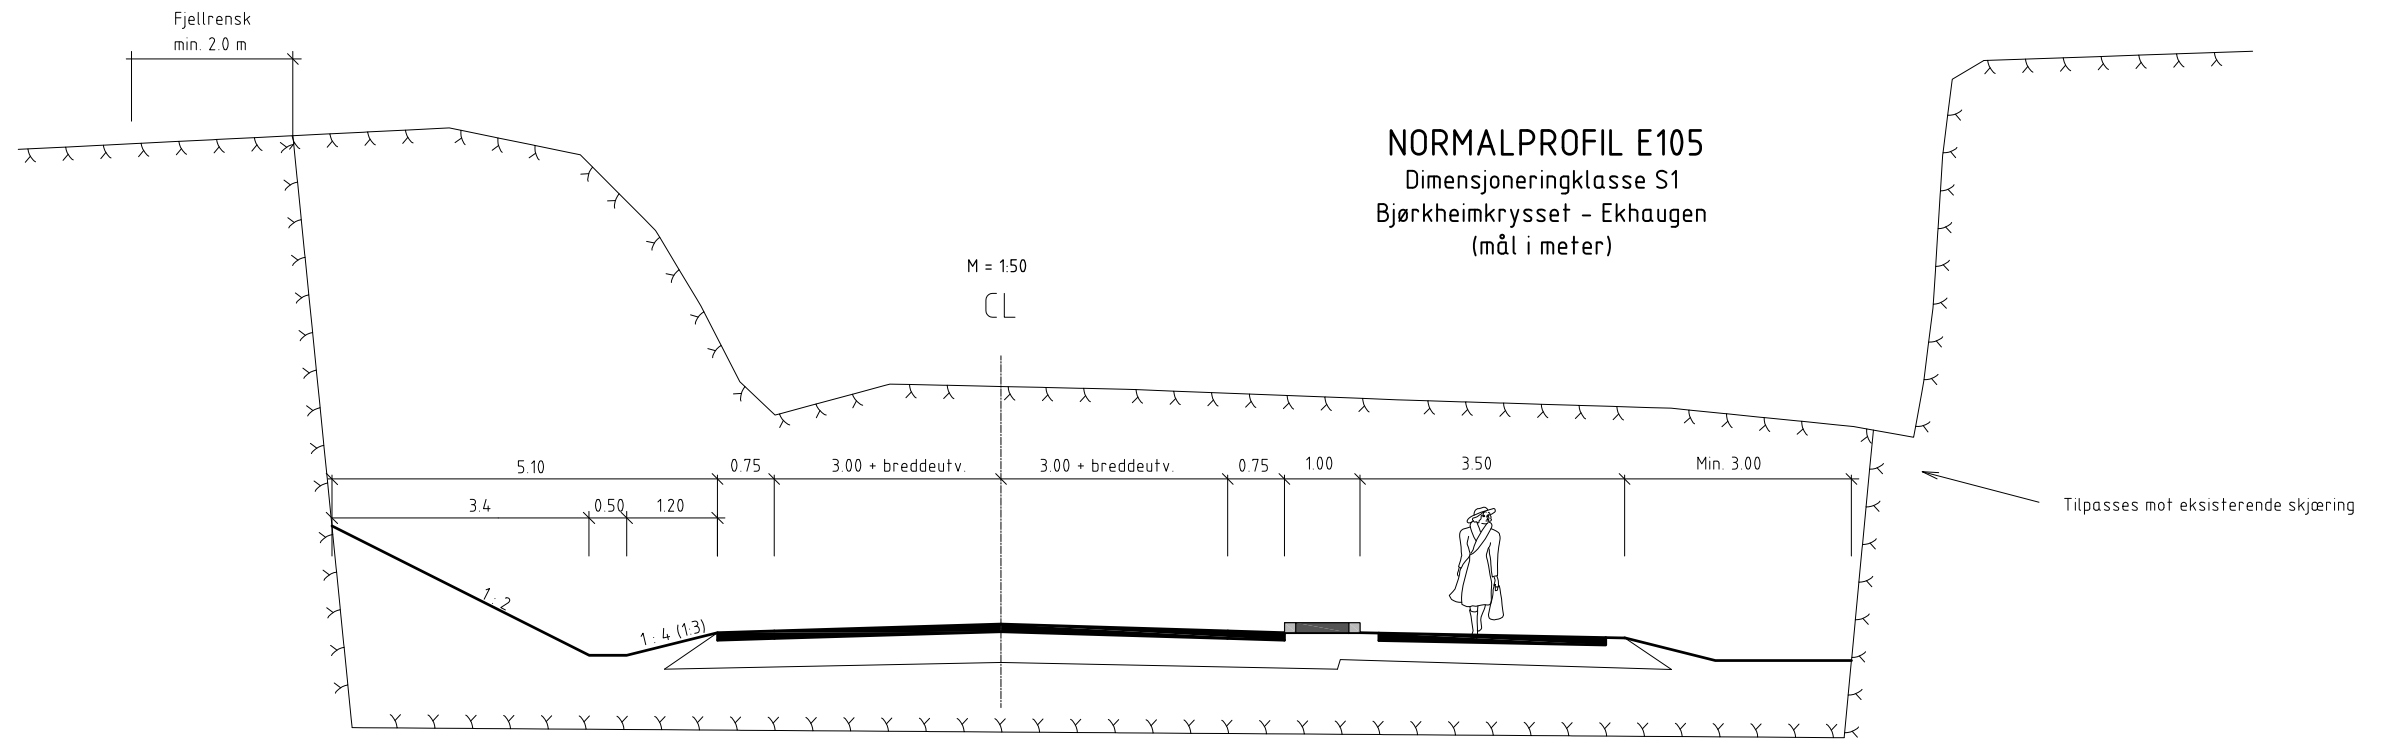 Fjellrensk
min. 2.0 m
NORMALPROFIL E105
Dimensjoneringklasse S1
Bjørkheimkrysset - Ekhaugen
(mål i meter)
M = 1:50
CL
5.10
0.75
3.00 + breddeutv.
3.00 + breddeutv.
0.75
1.00
3.50
Min. 3.00
3.4
0.50
1.20
Tilpasses mot eksisterende skjæring
1 : 2
1 : 4 (1:3)